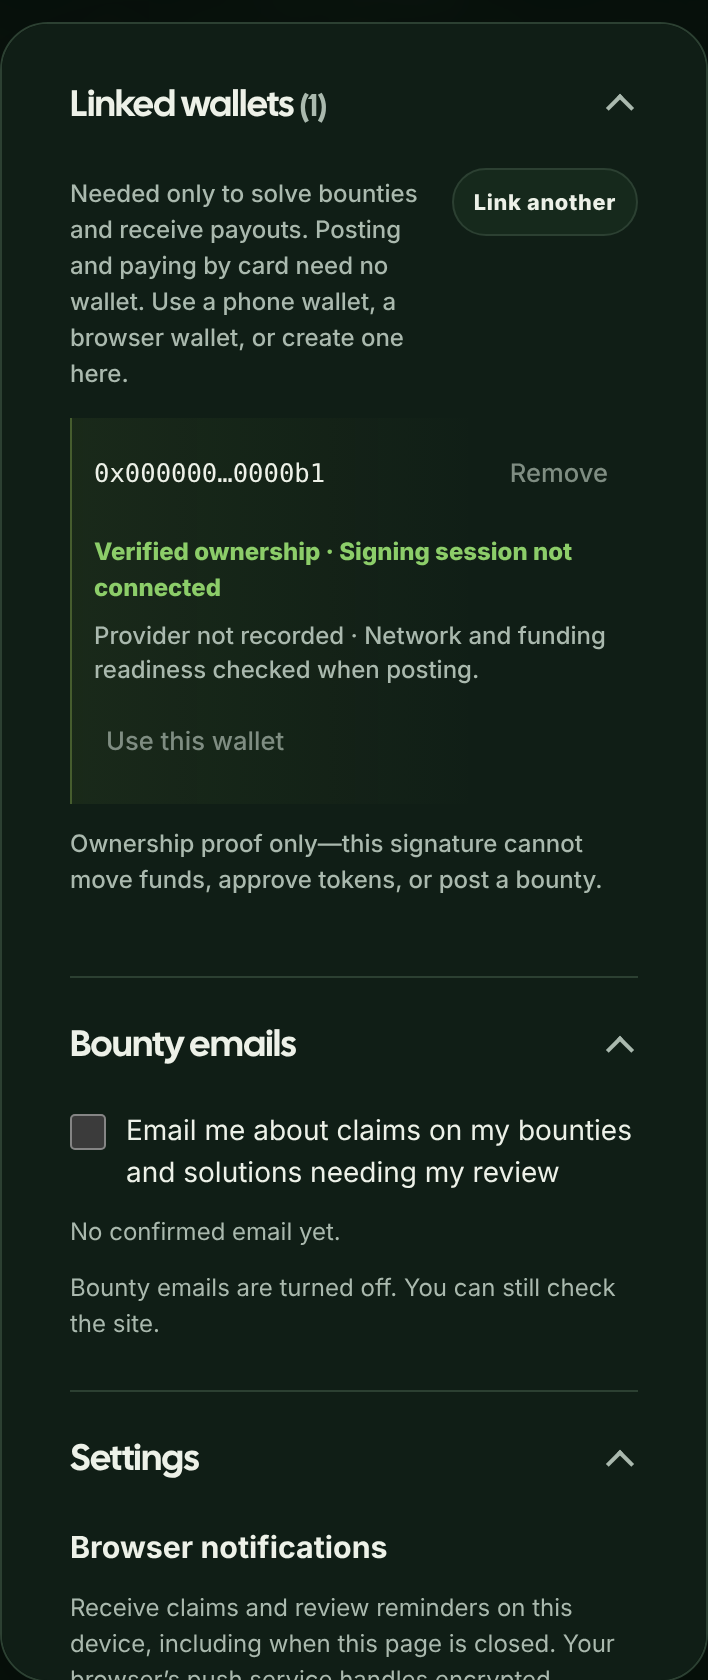 Linked wallets (1)
Needed only to solve bounties
and receive payouts. Posting
and paying by card need no
wallet. Use a phone wallet, a
browser wallet, or create one
here.
Link another
0x000000…0000b1
Remove
Verified ownership · Signing session not
connected
Provider not recorded · Network and funding
readiness checked when posting.
Use this wallet
Ownership proof only—this signature cannot
move funds, approve tokens, or post a bounty.
Bounty emails
Email me about claims on my bounties
and solutions needing my review
No confirmed email yet.
Bounty emails are turned off. You can still check
the site.
Settings
Browser notifications
Receive claims and review reminders on this
device, including when this page is closed. Your
browser’s push service handles encrypted